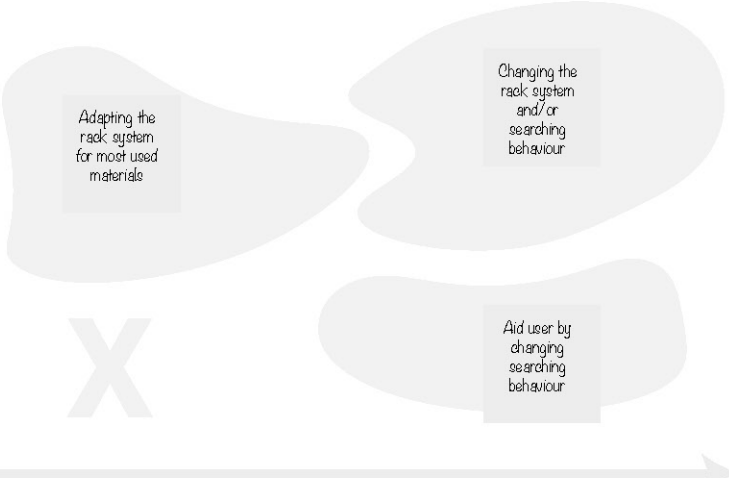 Adapting the
rack system
for most used
materials
Changing the
rack system
and/or
searching
behaviour
Aid user by
changing
searching
behaviour
X